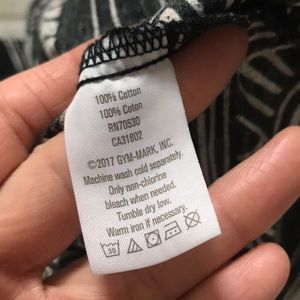 100% Cotton
100% Coton
RN70530
CA31802
©2017 GYM-MARK, INC.
Machine wash cold separately.
Only non-chlorine
bleach when needed.
Tumble dry low.
Warm iron if necessary.
30